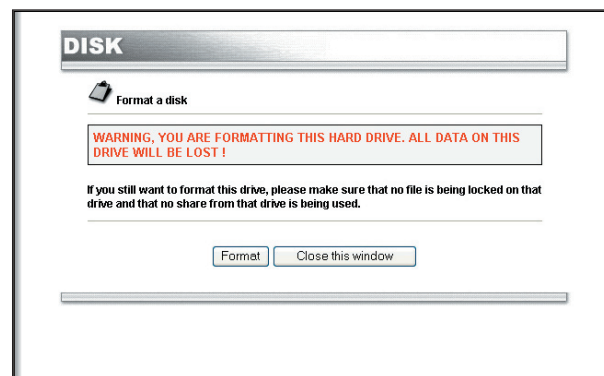 DISK
Format a disk
WARNING, YOU ARE FORMATTING THIS HARD DRIVE. ALL DATA ON THIS
DRIVE WILL BE LOST !
If you still want to format this drive, please make sure that no file is being locked on that
drive and that no share from that drive is being used.
Format Close this window